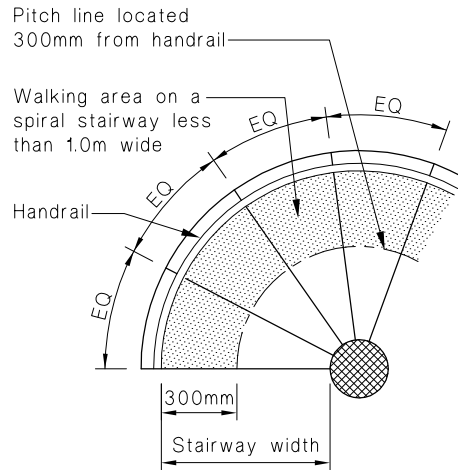 Pitch line located
300mm from handrail
Walking area on a
spiral stairway less
than 1.0m wide
Handrail
EQ
EQ
EQ
EQ
300mm
Stairway width